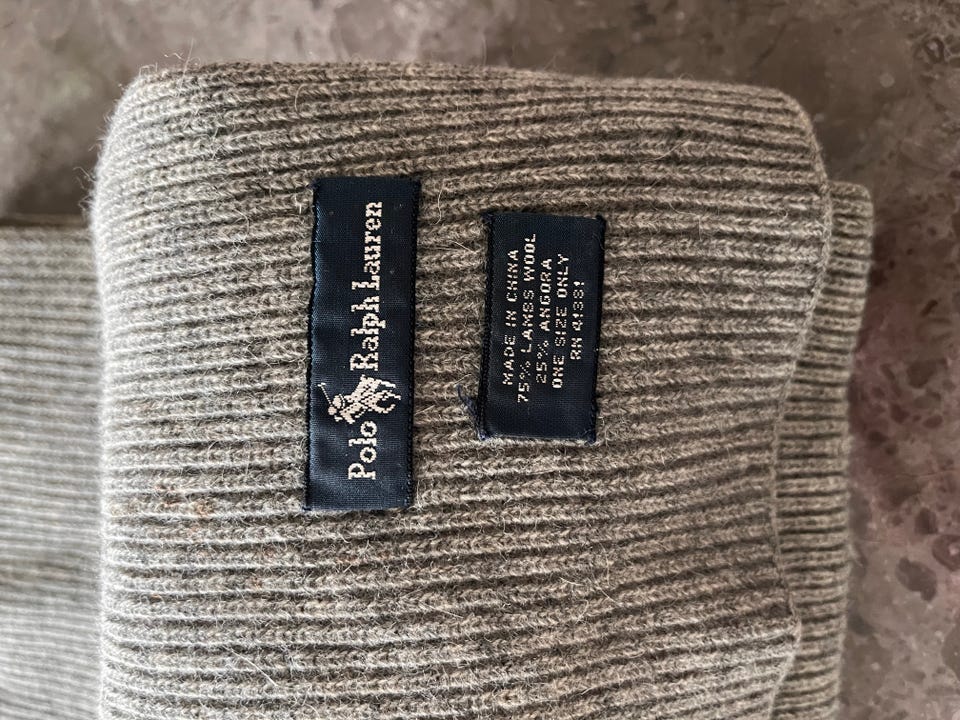 Polo Ralph Lauren
MADE IN CHINA
75% LAMBS WOOL
25% ANGORA
ONE SIZE ONLY
RN 41381